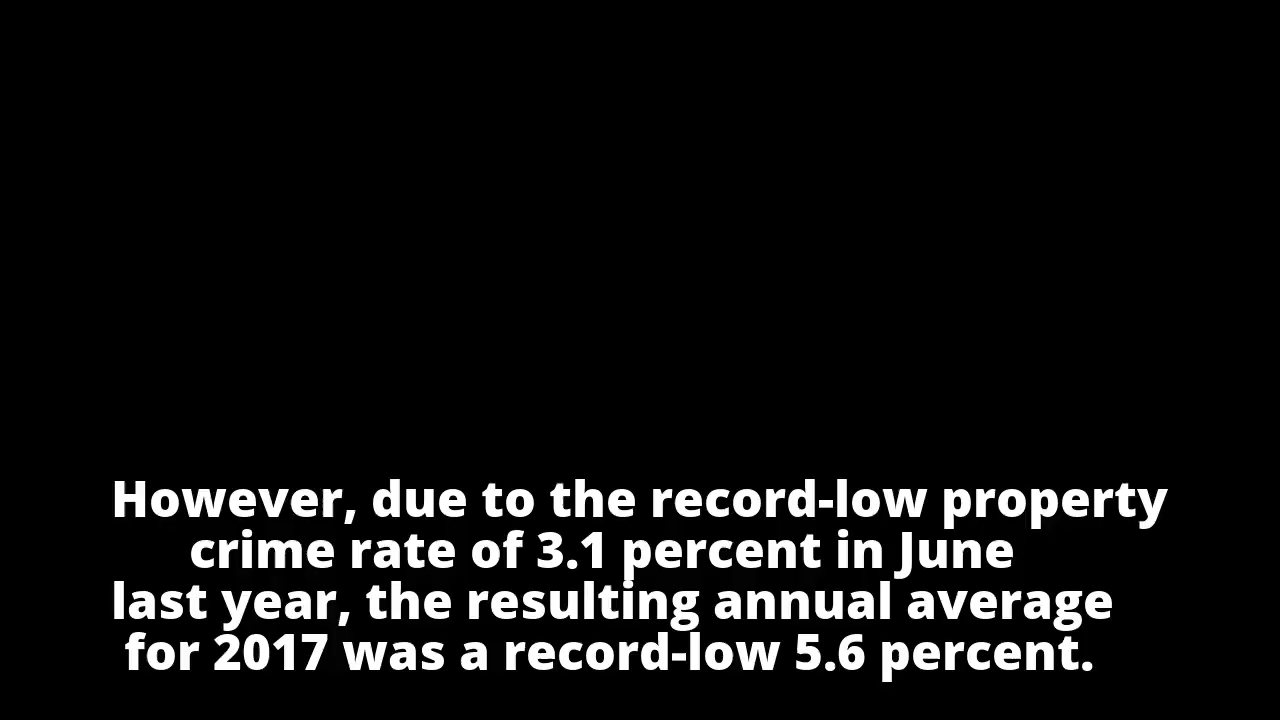 However, due to the record-low property
crime rate of 3.1 percent in June
last year, the resulting annual average
for 2017 was a record-low 5.6 percent.